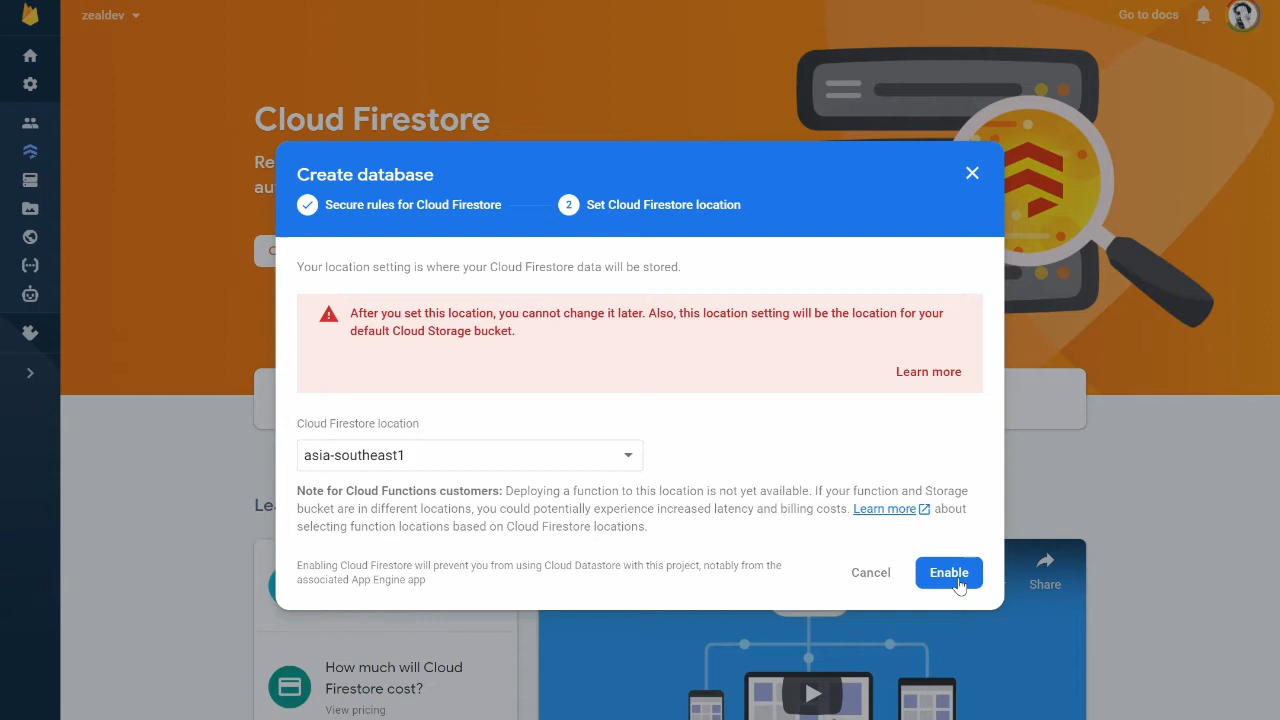 zealdev
Go to docs
Cloud Firestore
Re
au
Create database
Secure rules for Cloud Firestore
2
Set Cloud Firestore location
Your location setting is where your Cloud Firestore data will be stored.
After you set this location, you cannot change it later. Also, this location setting will be the location for your
default Cloud Storage bucket.
Learn more
Cloud Firestore location
asia-southeast1
Note for Cloud Functions customers: Deploying a function to this location is not yet available. If your function and Storage
bucket are in different locations, you could potentially experience increased latency and billing costs. Learn more about
selecting function locations based on Cloud Firestore locations.
Lea
Enabling Cloud Firestore will prevent you from using Cloud Datastore with this project, notably from the
associated App Engine app
Cancel
Enable
Share
How much will Cloud
Firestore cost?
View pricing